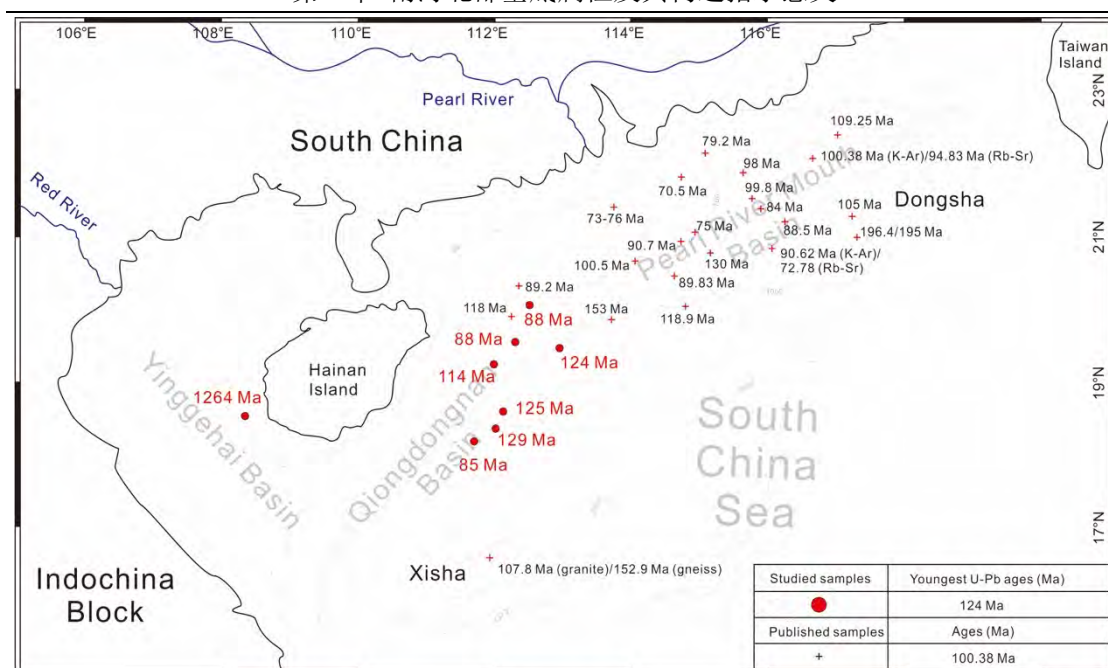 106°E 108°E 110°E 112°E 114°E 116°E
Taiwan
Island
23°N
Pearl River
South China
109.25 Ma
79.2 Ma
98 Ma
100.38 Ma (K-Ar)/94.83 Ma (Rb-Sr)
Red River
70.5 Ma
99.8 Ma
Pearl River Mouth
Basin
Dongsha
73-76 Ma
84 Ma
105 Ma
75 Ma
88.5 Ma
196.4/195 Ma
21°N
90.7 Ma
130 Ma
90.62 Ma (K-Ar)/
72.78 (Rb-Sr)
100.5 Ma
89.83 Ma
89.2 Ma
118 Ma
153 Ma
118.9 Ma
88 Ma
88 Ma
124 Ma
Hainan
Island
114 Ma
19°N
Yinggehai Basin
1264 Ma
Qiongdongnan
Basin
125 Ma
129 Ma
85 Ma
South
China
Sea
17°N
Xisha
107.8 Ma (granite)/152.9 Ma (gneiss)
Indochina
Block
Studied samples Youngest U-Pb ages (Ma)
124 Ma
Published samples Ages (Ma)
+ 100.38 Ma